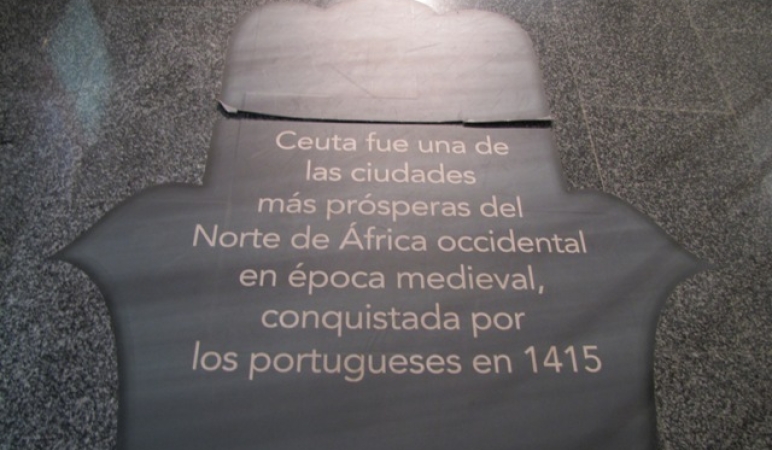 Ceuta fue una de
las ciudades
más prósperas del
Norte de África occidental
en época medieval,
conquistada por
los portugueses en 1415